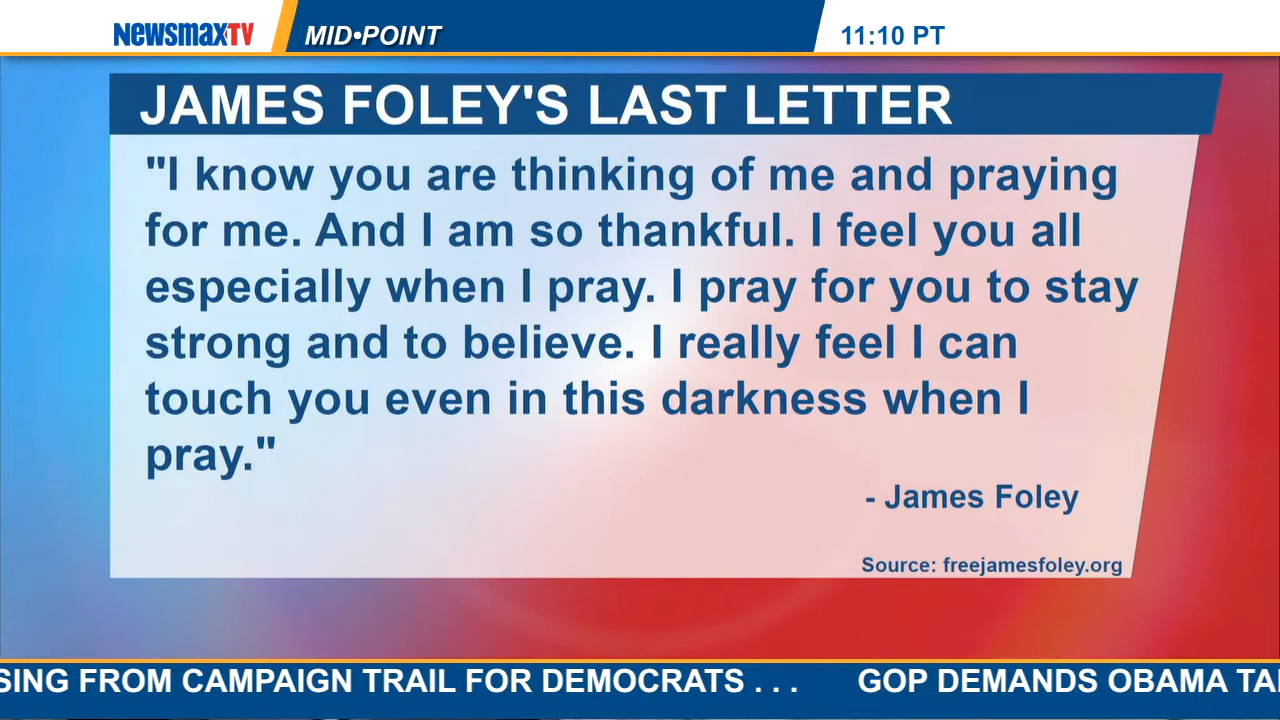 NEWSMAXTV MID•POINT 11:10 PT
JAMES FOLEY'S LAST LETTER
"I know you are thinking of me and praying
for me. And I am so thankful. I feel you all
especially when I pray. I pray for you to stay
strong and to believe. I really feel I can
touch you even in this darkness when I
pray."
- James Foley
Source: freejamesfoley.org
SING FROM CAMPAIGN TRAIL FOR DEMOCRATS . . . GOP DEMANDS OBAMA